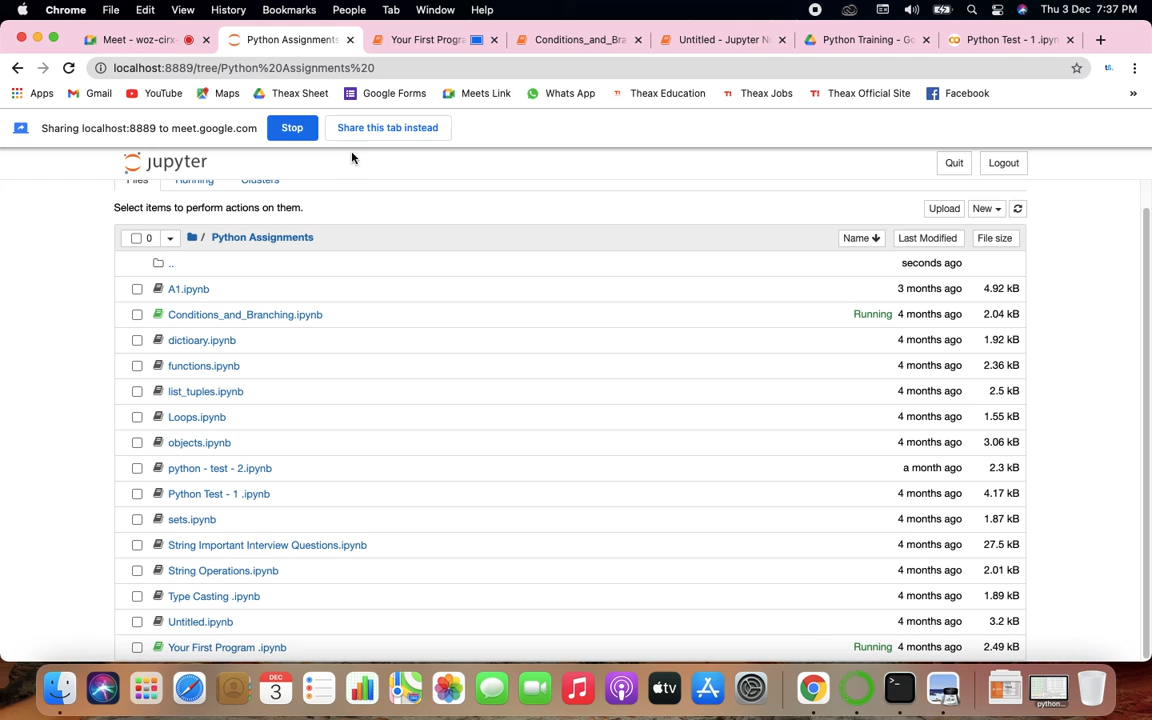 Chrome File Edit View History Bookmarks People Tab Window Help Thu 3 Dec 7:37 PM
Meet - woz-cirx- Python Assignments Your First Progra Conditions_and_Bra Untitled - Jupyter N Python Training - Go Python Test - 1 .ipyn
localhost:8889/tree/Python%20Assignments%20
Apps Gmail YouTube Maps Theax Sheet Google Forms Meets Link Whats App Theax Education Theax Jobs Theax Official Site Facebook »
Sharing localhost:8889 to meet.google.com Stop Share this tab instead
jupyter Quit Logout
Files Running Clusters
Select items to perform actions on them. Upload New
0 / Python Assignments Name Last Modified File size
.. seconds ago
A1.ipynb 3 months ago 4.92 kB
Conditions_and_Branching.ipynb Running 4 months ago 2.04 kB
dictioary.ipynb 4 months ago 1.92 kB
functions.ipynb 4 months ago 2.36 kB
list_tuples.ipynb 4 months ago 2.5 kB
Loops.ipynb 4 months ago 1.55 kB
objects.ipynb 4 months ago 3.06 kB
python - test - 2.ipynb a month ago 2.3 kB
Python Test - 1 .ipynb 4 months ago 4.17 kB
sets.ipynb 4 months ago 1.87 kB
String Important Interview Questions.ipynb 4 months ago 27.5 kB
String Operations.ipynb 4 months ago 2.01 kB
Type Casting .ipynb 4 months ago 1.89 kB
Untitled.ipynb 4 months ago 3.2 kB
Your First Program .ipynb Running 4 months ago 2.49 kB
DEC
3
tv
python...